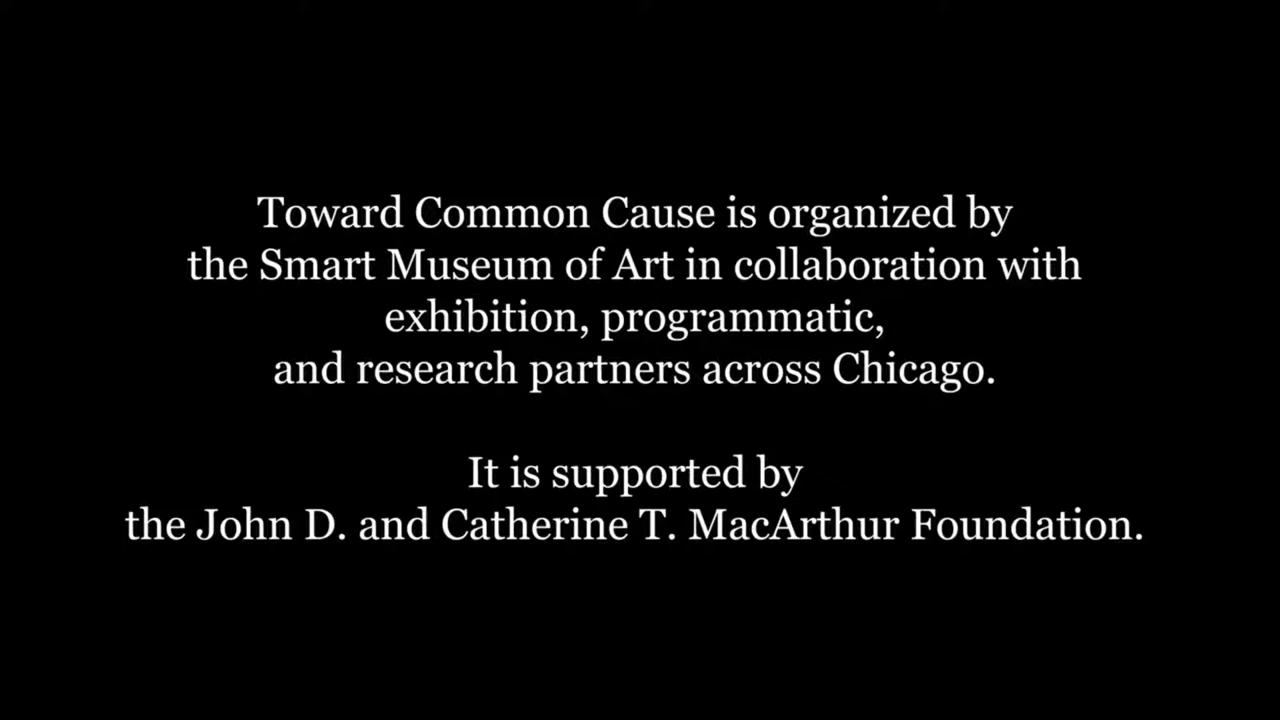 Toward Common Cause is organized by
the Smart Museum of Art in collaboration with
exhibition, programmatic,
and research partners across Chicago.
It is supported by
the John D. and Catherine T. MacArthur Foundation.